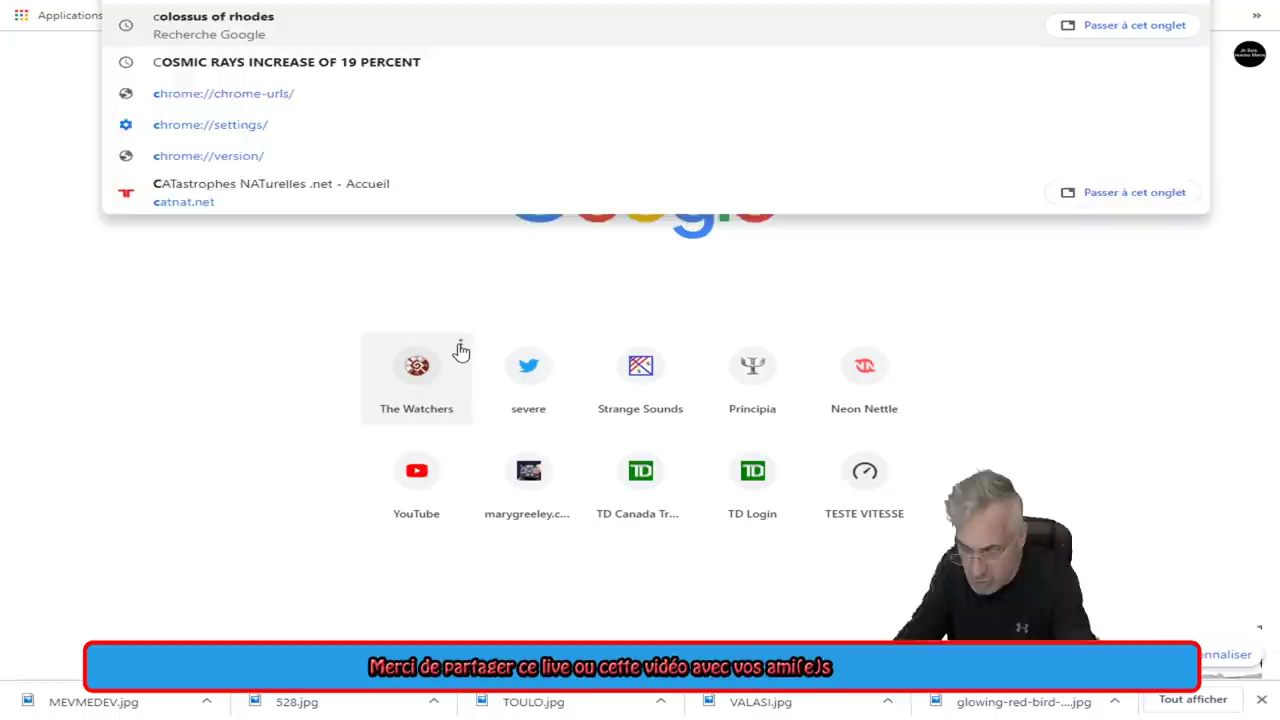 Applications
»
colossus of rhodes
Recherche Google
Passer à cet onglet
COSMIC RAYS INCREASE OF 19 PERCENT
chrome://chrome-urls/
chrome://settings/
chrome://version/
CATastrophes NATurelles .net - Accueil
catnat.net
Passer à cet onglet
The Watchers
severe
Strange Sounds
Principia
Neon Nettle
YouTube
marygreeley.c...
TD Canada Tr...
TD Login
TESTE VITESSE
nnaliser
Merci de partager ce live ou cette vidéo avec vos ami(e)s
MEVMEDEV.jpg
528.jpg
TOULO.jpg
VALASI.jpg
glowing-red-bird-....jpg
Tout afficher